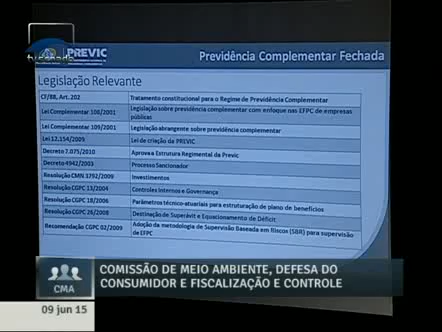 PREVIC
Previdência Complementar Fechada
Legislação Relevante
CF/88, Art. 202 Tratamento constitucional para o Regime de Previdência Complementar
Lei Complementar 108/2001 Legislação sobre previdência complementar com enfoque nas EFPC de empresas
públicas
Lei Complementar 109/2001 Legislação abrangente sobre previdência complementar
Lei 12.154/2009 Lei de criação da PREVIC
Decreto 7.075/2010 Aprova a Estrutura Regimental da Previc
Decreto 4942/2003 Processo Sancionador
Resolução CMN 3792/2009 Investimentos
Resolução CGPC 13/2004 Controles Internos e Governança
Resolução CGPC 18/2006 Parâmetros técnico-atuariais para estruturação de plano de benefícios
Resolução CGPC 26/2008 Destinação de Superávit e Equacionamento de Déficit
Recomendação CGPC 02/2009 Adoção da metodologia de Supervisão Baseada em Riscos (SBR) para supervisão
de EFPC
CMA
COMISSÃO DE MEIO AMBIENTE, DEFESA DO
CONSUMIDOR E FISCALIZAÇÃO E CONTROLE
09 jun 15